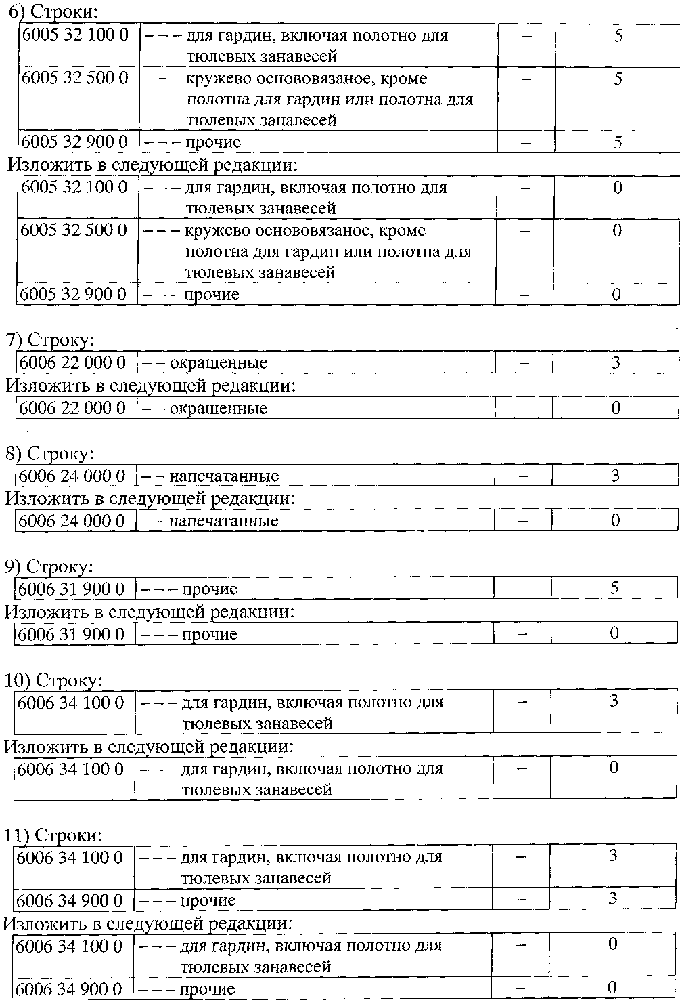 6) Строки:
6005 32 100 0 – – – для гардин, включая полотно для – 5
тюлевых занавесей
6005 32 500 0 – – – кружево основовязаное, кроме – 5
полотна для гардин или полотна для
тюлевых занавесей
6005 32 900 0 – – – прочие – 5
Изложить в следующей редакции:
6005 32 100 0 – – – для гардин, включая полотно для – 0
тюлевых занавесей
6005 32 500 0 – – – кружево основовязаное, кроме – 0
полотна для гардин или полотна для
тюлевых занавесей
6005 32 900 0 – – – прочие – 0
7) Строку:
6006 22 000 0 – – окрашенные – 3
Изложить в следующей редакции:
6006 22 000 0 – – окрашенные – 0
8) Строку:
6006 24 000 0 – – напечатанные – 3
Изложить в следующей редакции:
6006 24 000 0 – – напечатанные – 0
9) Строку:
6006 31 900 0 – – – прочие – 5
Изложить в следующей редакции:
6006 31 900 0 – – – прочие – 0
10) Строку:
6006 34 100 0 – – – для гардин, включая полотно для – 3
тюлевых занавесей
Изложить в следующей редакции:
6006 34 100 0 – – – для гардин, включая полотно для – 0
тюлевых занавесей
11) Строки:
6006 34 100 0 – – – для гардин, включая полотно для – 3
тюлевых занавесей
6006 34 900 0 – – – прочие – 3
Изложить в следующей редакции:
6006 34 100 0 – – – для гардин, включая полотно для – 0
тюлевых занавесей
6006 34 900 0 – – – прочие – 0